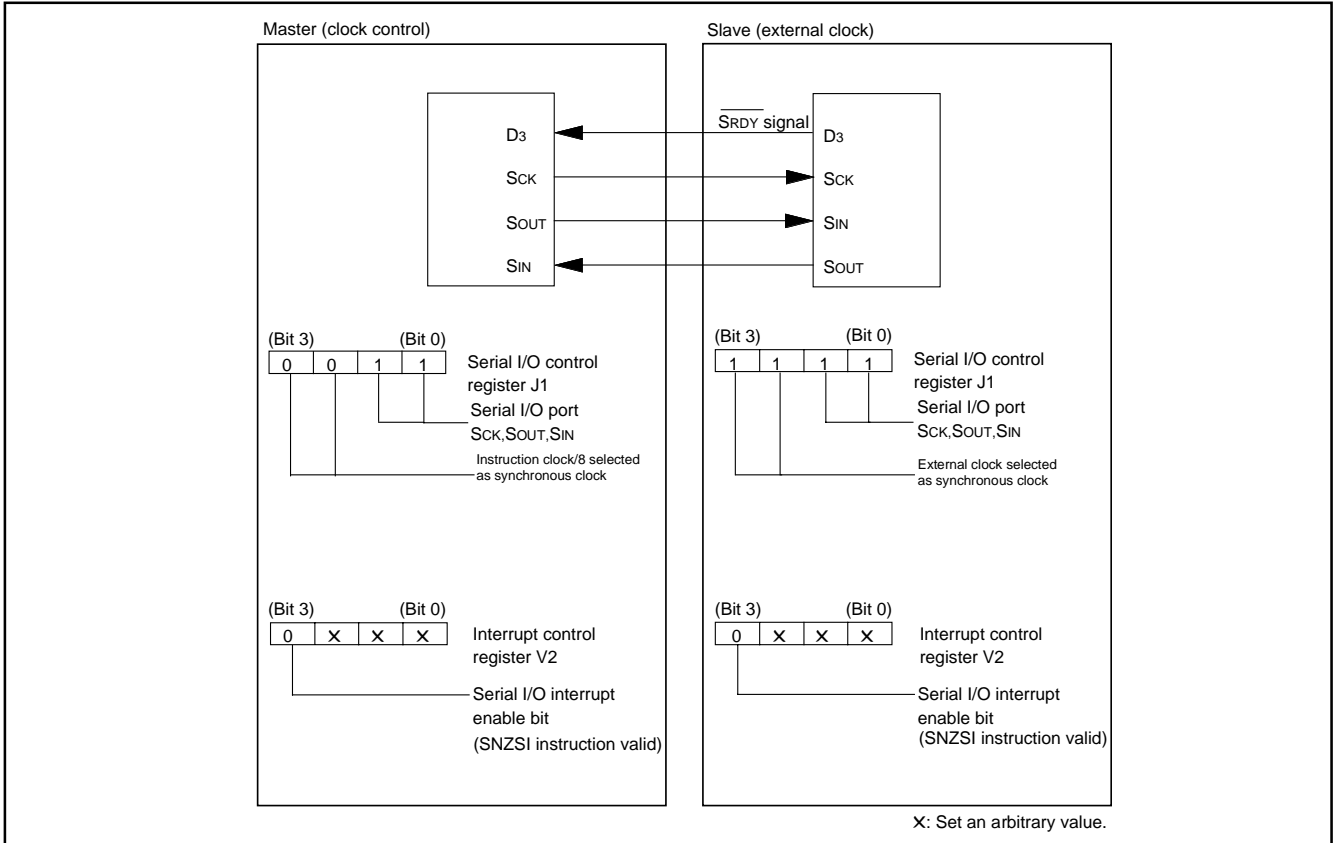 Master (clock control)
D3
SCK
SOUT
SIN
(Bit 3) (Bit 0)
0 0 1 1
Serial I/O control
register J1
Serial I/O port
SCK,SOUT,SIN
Instruction clock/8 selected
as synchronous clock
(Bit 3) (Bit 0)
0 × × ×
Interrupt control
register V2
Serial I/O interrupt
enable bit
(SNZSI instruction valid)
Slave (external clock)
SRDY signal
D3
SCK
SIN
SOUT
(Bit 3) (Bit 0)
1 1 1 1
Serial I/O control
register J1
Serial I/O port
SCK,SOUT,SIN
External clock selected
as synchronous clock
(Bit 3) (Bit 0)
0 × × ×
Interrupt control
register V2
Serial I/O interrupt
enable bit
(SNZSI instruction valid)
×: Set an arbitrary value.